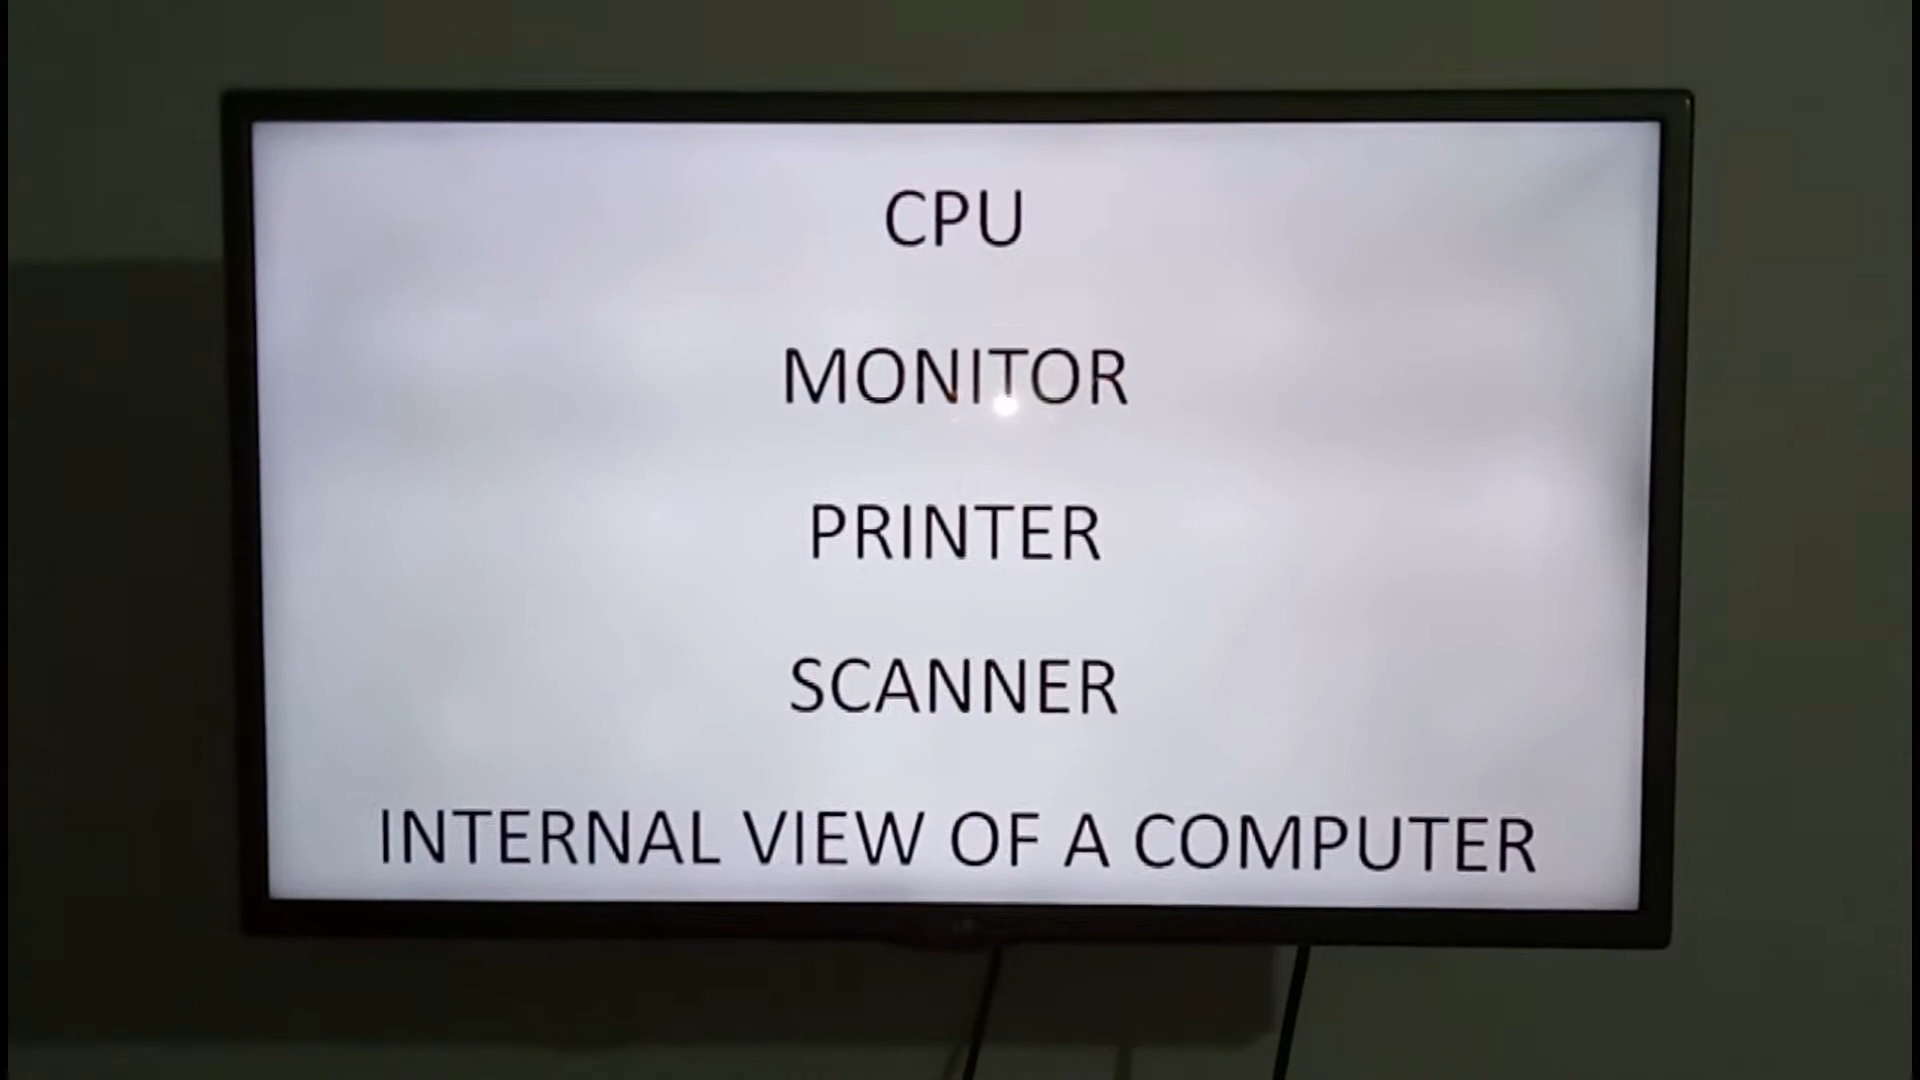 CPU
MONITOR
PRINTER
SCANNER
INTERNAL VIEW OF A COMPUTER